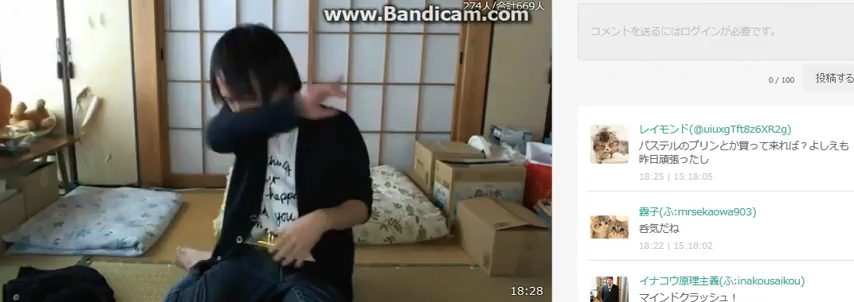 www.Bandicam.com
274人/合計669人
18:28
コメントを送るにはログインが必要です。
0 / 100
投稿する
レイモンド(@uiuxgTft8z6XR2g)
パステルのプリンとか買って来れば？よしえも
昨日頑張ったし
18:25 | 15:18:05
霧子(ふ:mrsekaowa903)
呑気だね
18:22 | 15:18:02
イナコウ原理主義(ふ:inakousaikou)
マインドクラッシュ！